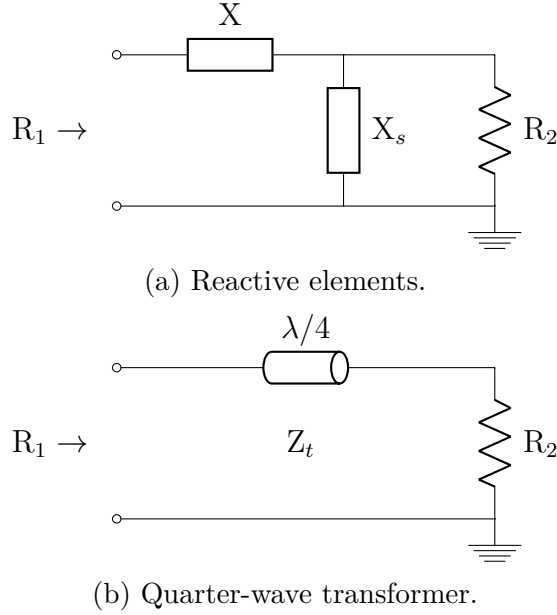 X
R₁ →
Xₛ
R₂
(a) Reactive elements.
λ/4
R₁ →
Zₜ
R₂
(b) Quarter-wave transformer.